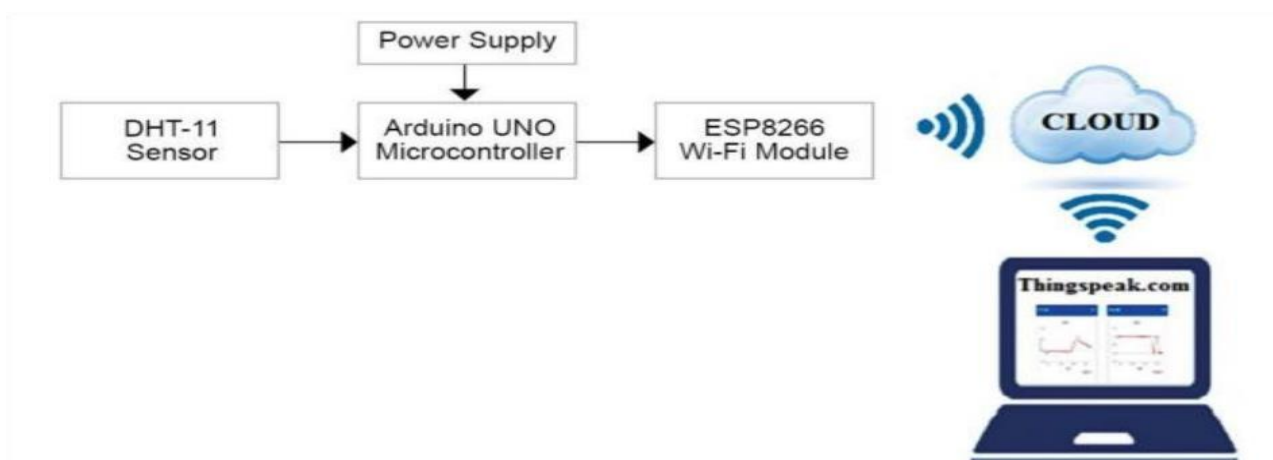 Power Supply
DHT-11
Sensor
Arduino UNO
Microcontroller
ESP8266
Wi-Fi Module
CLOUD
Thingspeak.com